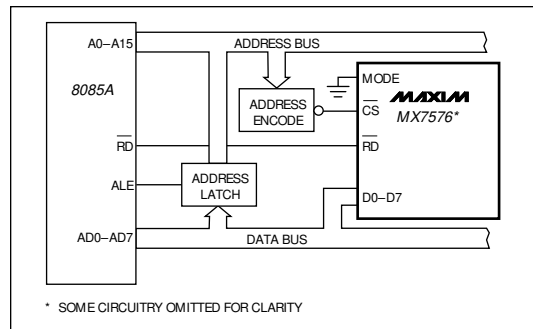 A0–A15
ADDRESS BUS
8085A
MODE
ADDRESS
ENCODE
MAXIM
MX7576*
CS
RD
RD
ALE
ADDRESS
LATCH
D0–D7
AD0–AD7
DATA BUS
* SOME CIRCUITRY OMITTED FOR CLARITY